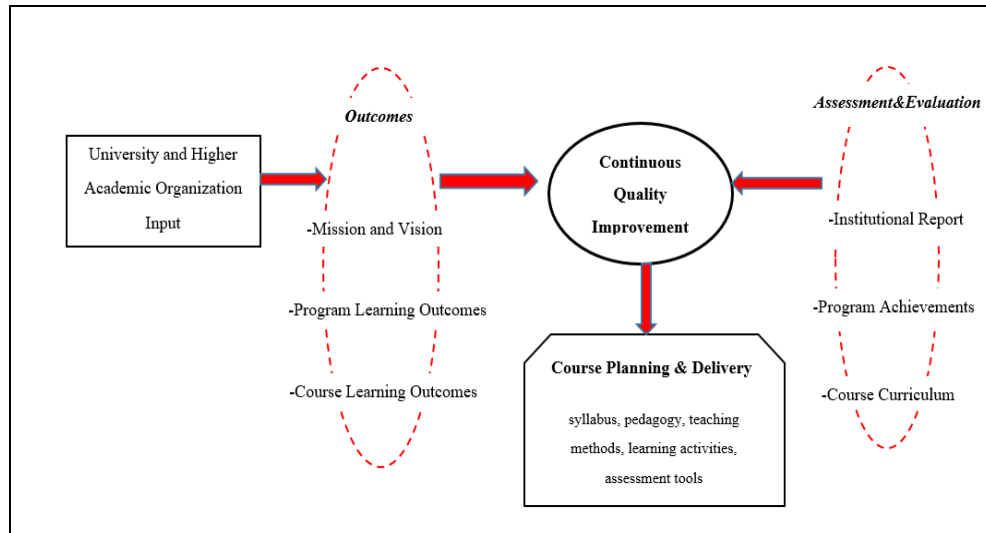 University and Higher
Academic Organization
Input
Outcomes
-Mission and Vision
-Program Learning Outcomes
-Course Learning Outcomes
Continuous
Quality
Improvement
Course Planning & Delivery
syllabus, pedagogy, teaching
methods, learning activities,
assessment tools
Assessment&Evaluation
-Institutional Report
-Program Achievements
-Course Curriculum